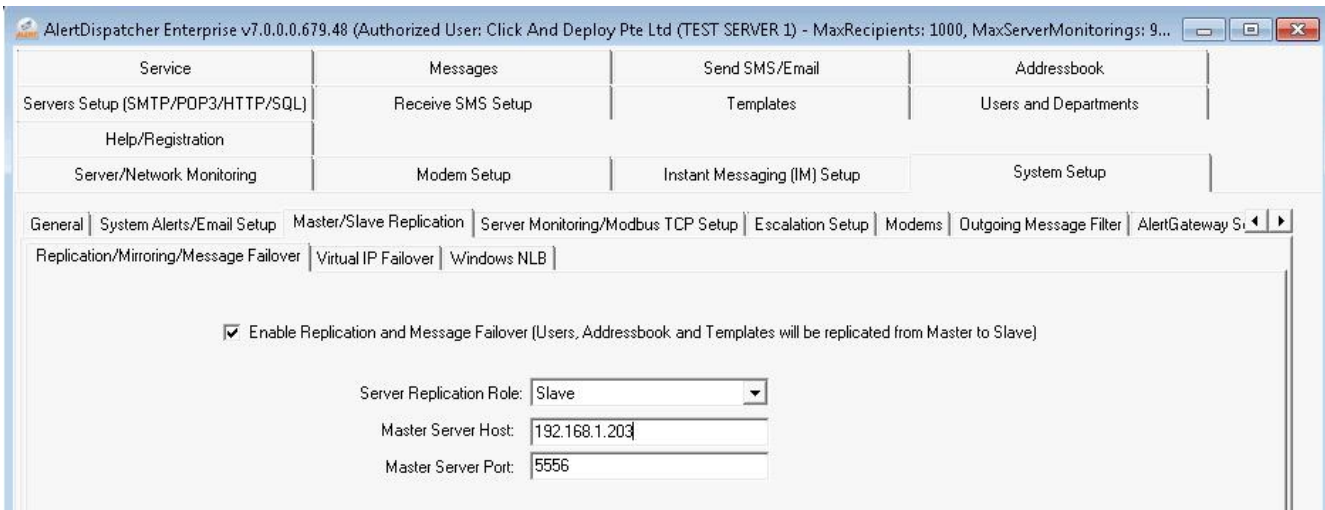 AlertDispatcher Enterprise v7.0.0.0.679.48 (Authorized User: Click And Deploy Pte Ltd (TEST SERVER 1) - MaxRecipients: 1000, MaxServerMonitorings: 9...
Service Messages Send SMS/Email Addressbook
Servers Setup (SMTP/POP3/HTTP/SQL) Receive SMS Setup Templates Users and Departments
Help/Registration
Server/Network Monitoring Modem Setup Instant Messaging (IM) Setup System Setup
General System Alerts/Email Setup Master/Slave Replication Server Monitoring/Modbus TCP Setup Escalation Setup Modems Outgoing Message Filter AlertGateway
Replication/Mirroring/Message Failover Virtual IP Failover Windows NLB
Enable Replication and Message Failover (Users, Addressbook and Templates will be replicated from Master to Slave)
Server Replication Role: Slave
Master Server Host: 192.168.1.203
Master Server Port: 5556